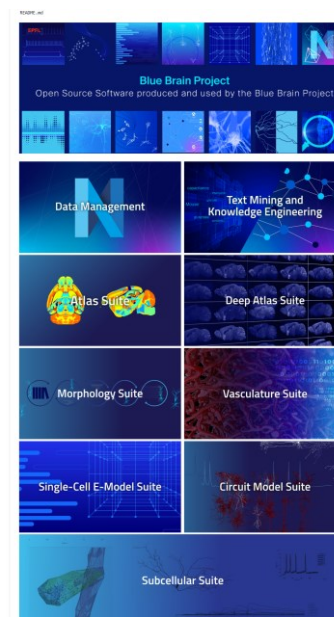 README.md
Blue Brain Project
Open Source Software produced and used by the Blue Brain Project
Data Management
Text Mining and
Knowledge Engineering
Atlas Suite
Deep Atlas Suite
Morphology Suite
Vasculature Suite
Single-Cell E-Model Suite
Circuit Model Suite
Subcellular Suite